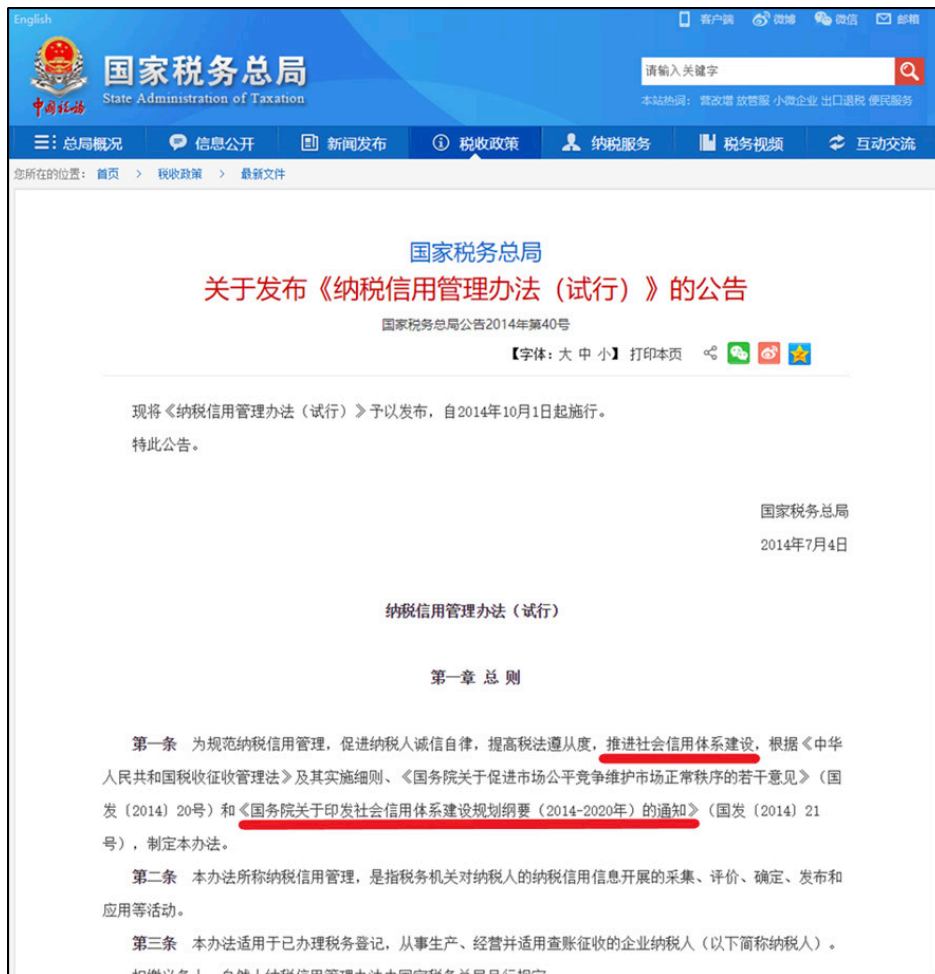 English
客户端 微博 微信 邮箱
国家税务总局
State Administration of Taxation
中国税务
请输入关键字
本站热词: 营改增 放管服 小微企业 出口退税 便民服务
总局概况 信息公开 新闻发布 税收政策 纳税服务 税务视频 互动交流
您所在的位置: 首页 > 税收政策 > 最新文件
国家税务总局
关于发布《纳税信用管理办法（试行）》的公告
国家税务总局公告2014年第40号
【字体: 大 中 小】 打印本页
现将《纳税信用管理办法（试行）》予以发布，自2014年10月1日起施行。
特此公告。
国家税务总局
2014年7月4日
纳税信用管理办法（试行）
第一章 总 则
第一条 为规范纳税信用管理，促进纳税人诚信自律，提高税法遵从度，推进社会信用体系建设，根据《中华
人民共和国税收征收管理法》及其实施细则、《国务院关于促进市场公平竞争维护市场正常秩序的若干意见》（国
发〔2014〕20号）和《国务院关于印发社会信用体系建设规划纲要（2014-2020年）的通知》（国发〔2014〕21
号），制定本办法。
第二条 本办法所称纳税信用管理，是指税务机关对纳税人的纳税信用信息开展的采集、评价、确定、发布和
应用等活动。
第三条 本办法适用于已办理税务登记，从事生产、经营并适用查账征收的企业纳税人（以下简称纳税人）。